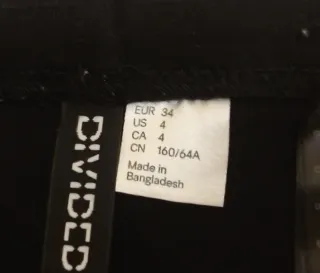 DIVIDED
EUR 34
US 4
CA 4
CN 160/64A
Made in
Bangladesh